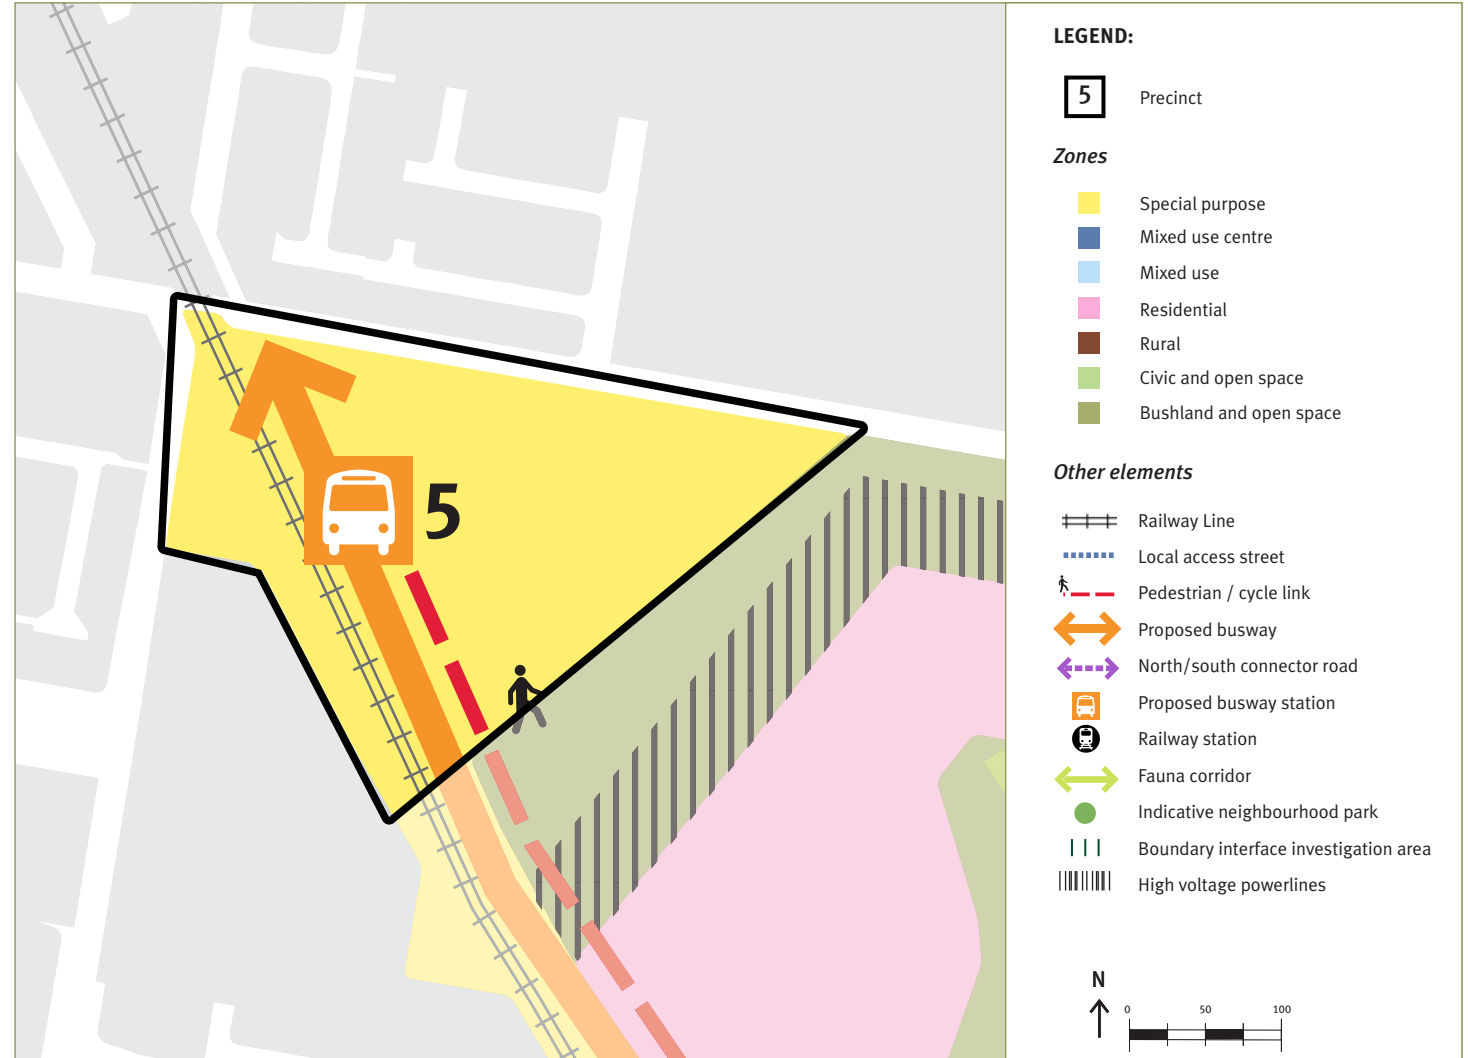 5
LEGEND:
5
Precinct
Zones
Special purpose
Mixed use centre
Mixed use
Residential
Rural
Civic and open space
Bushland and open space
Other elements
Railway Line
Local access street
Pedestrian / cycle link
Proposed busway
North/south connector road
Proposed busway station
Railway station
Fauna corridor
Indicative neighbourhood park
Boundary interface investigation area
High voltage powerlines
N
0 50 100